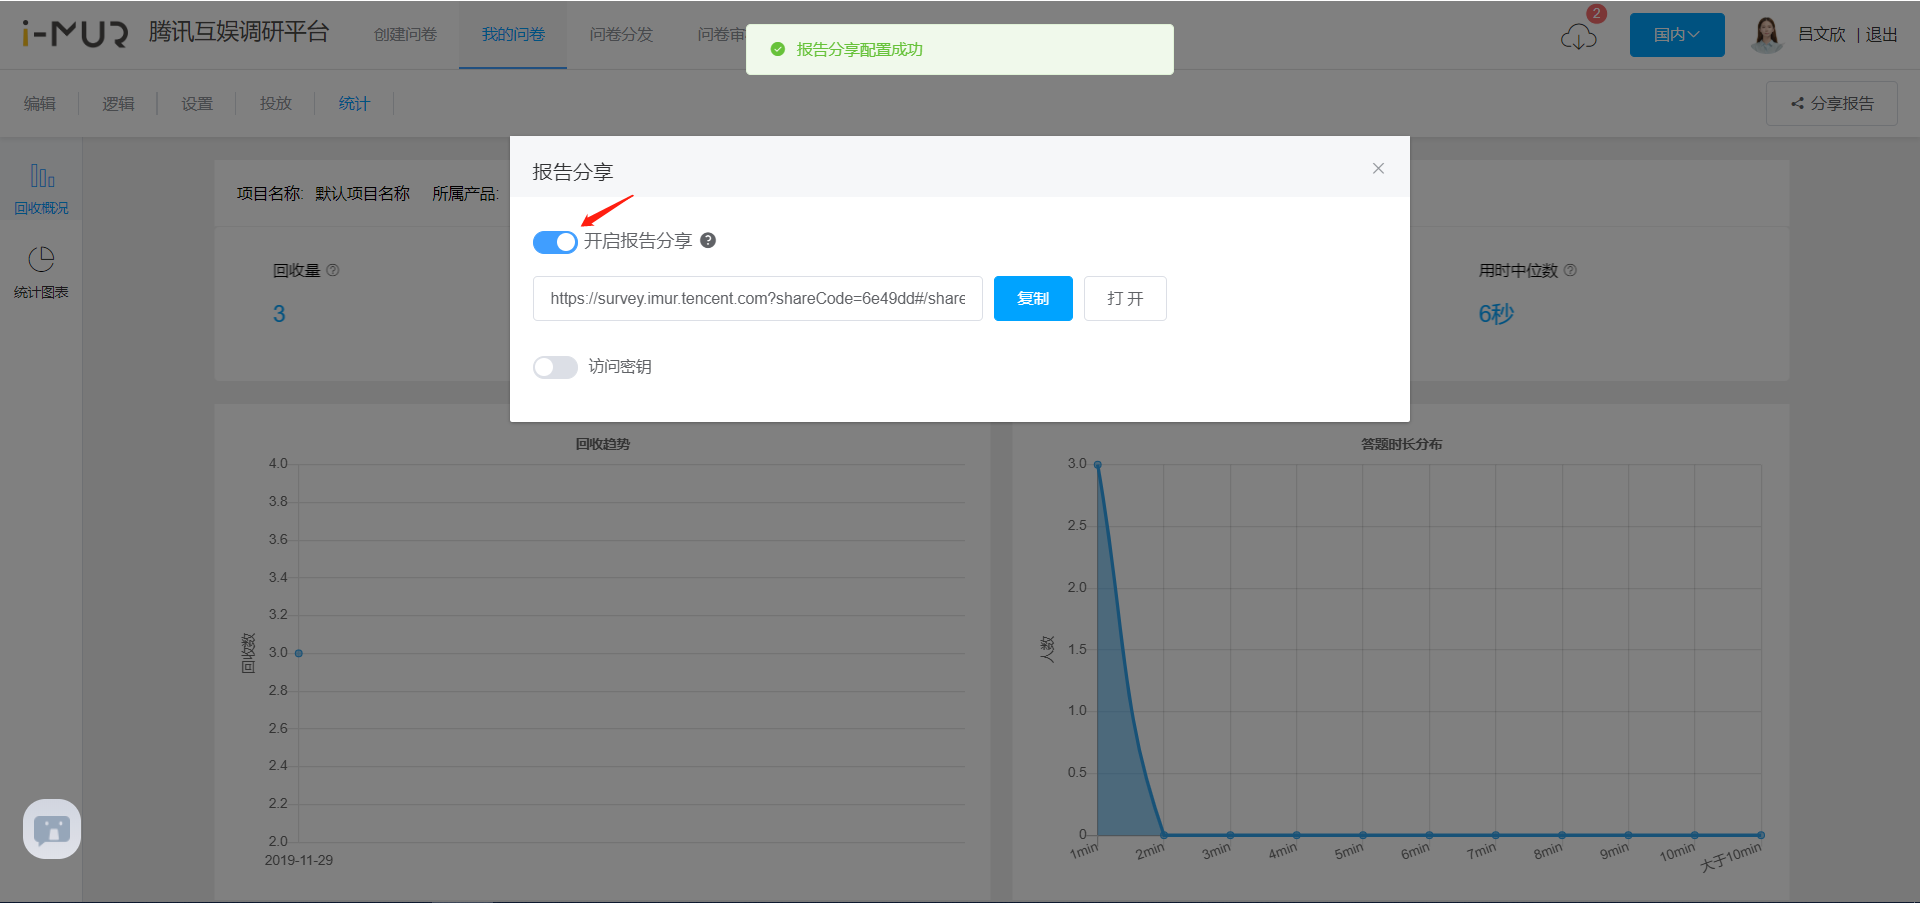 i-MUR 腾讯互娱调研平台 创建问卷 我的问卷 问卷分发 问卷审 2 国内 吕文欣 | 退出
报告分享配置成功
编辑 逻辑 设置 投放 统计 分享报告
报告分享
回收概况
统计图表
项目名称: 默认项目名称 所属产品:
开启报告分享
回收量
3
https://survey.imur.tencent.com?shareCode=6e49dd#/share 复制 打 开
用时中位数
6秒
访问密钥
回收趋势
4.0
3.8
3.6
3.4
3.2
3.0
2.8
2.6
2.4
2.2
2.0
回收数
2019-11-29
答题时长分布
3.0
2.5
2.0
1.5
1.0
0.5
0
人数
1min 2min 3min 4min 5min 6min 7min 8min 9min 10min 大于10min